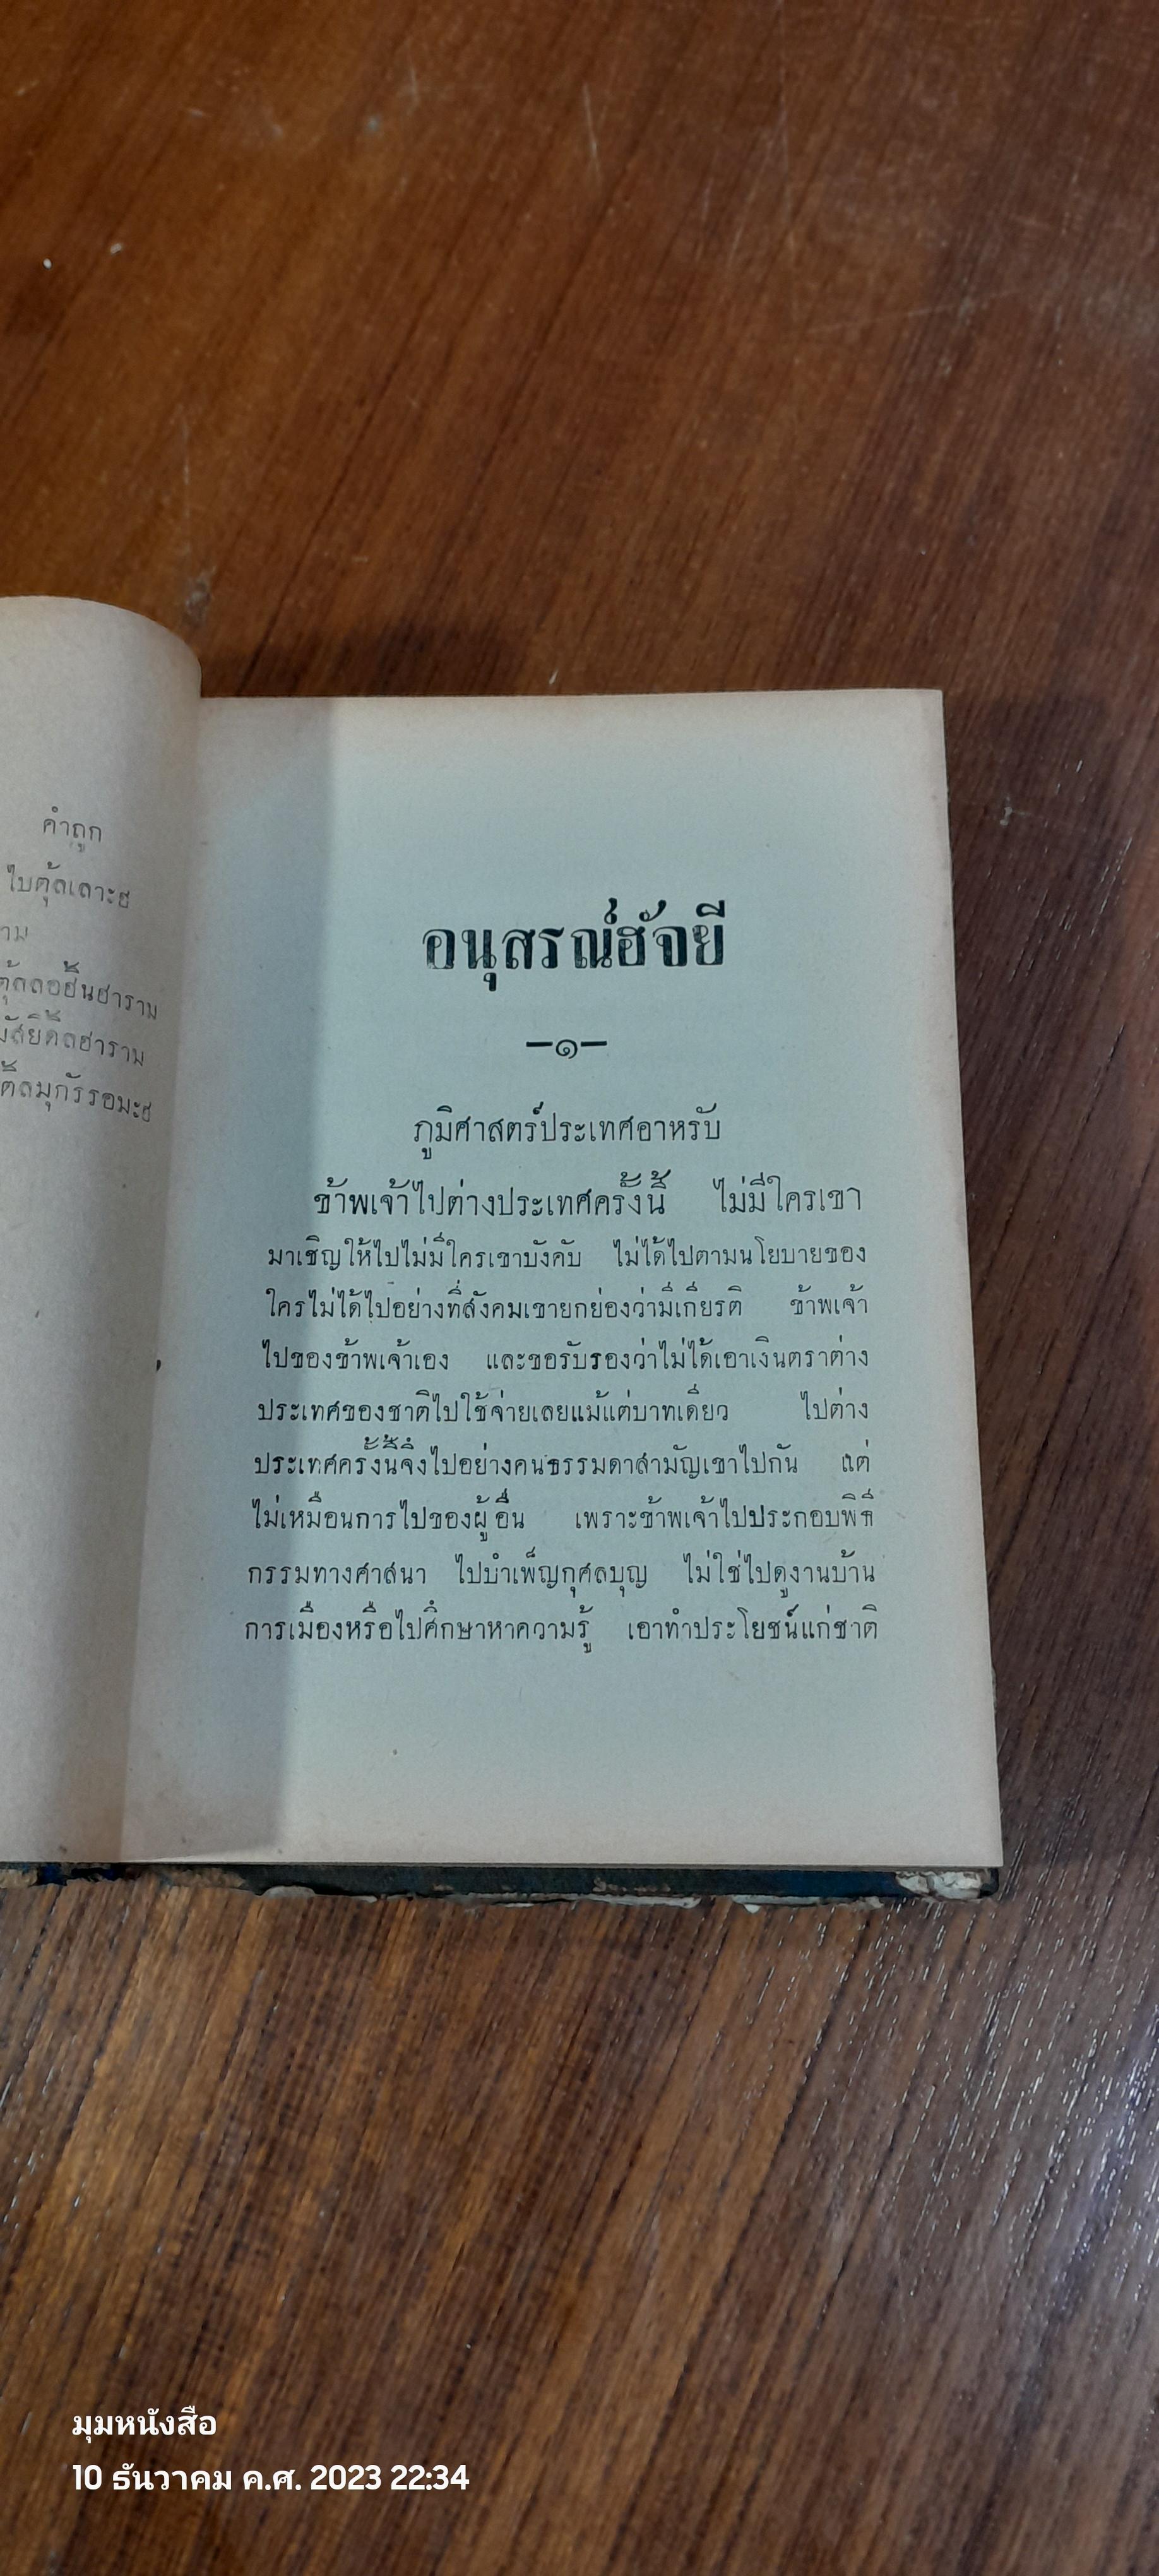 คำถูก
ไบตุ้ลเลาะฮ
ตุ้ลลอฮิ้นฮาราม
มัสยิดิ้ลฮาราม
มุกัรรอมะฮ
อนุสรณ์ฮัจยี
—๑—
ภูมิศาสตร์ประเทศอาหรับ
ข้าพเจ้าไปต่างประเทศครั้งนี้ ไม่มีใครเขา
มาเชิญให้ไปไม่มีใครเขาบังคับ ไม่ได้ไปตามนโยบายของ
ใครไม่ได้ไปอย่างที่สังคมเขายกย่องว่ามีเกียรติ ข้าพเจ้า
ไปของข้าพเจ้าเอง และขอรับรองว่าไม่ได้เอาเงินตราต่าง
ประเทศของชาติไปใช้จ่ายเลยแม้แต่บาทเดียว ไปต่าง
ประเทศครั้งนี้จึงไปอย่างคนธรรมดาสามัญเขาไปกัน แต่
ไม่เหมือนการไปของผู้อื่น เพราะข้าพเจ้าไปประกอบพิธี
กรรมทางศาสนา ไปบำเพ็ญกุศลบุญ ไม่ใช่ไปดูงานบ้าน
การเมืองหรือไปศึกษาหาความรู้ เอาทำประโยชน์แก่ชาติ
มุมหนังสือ
10 ธันวาคม ค.ศ. 2023 22:34